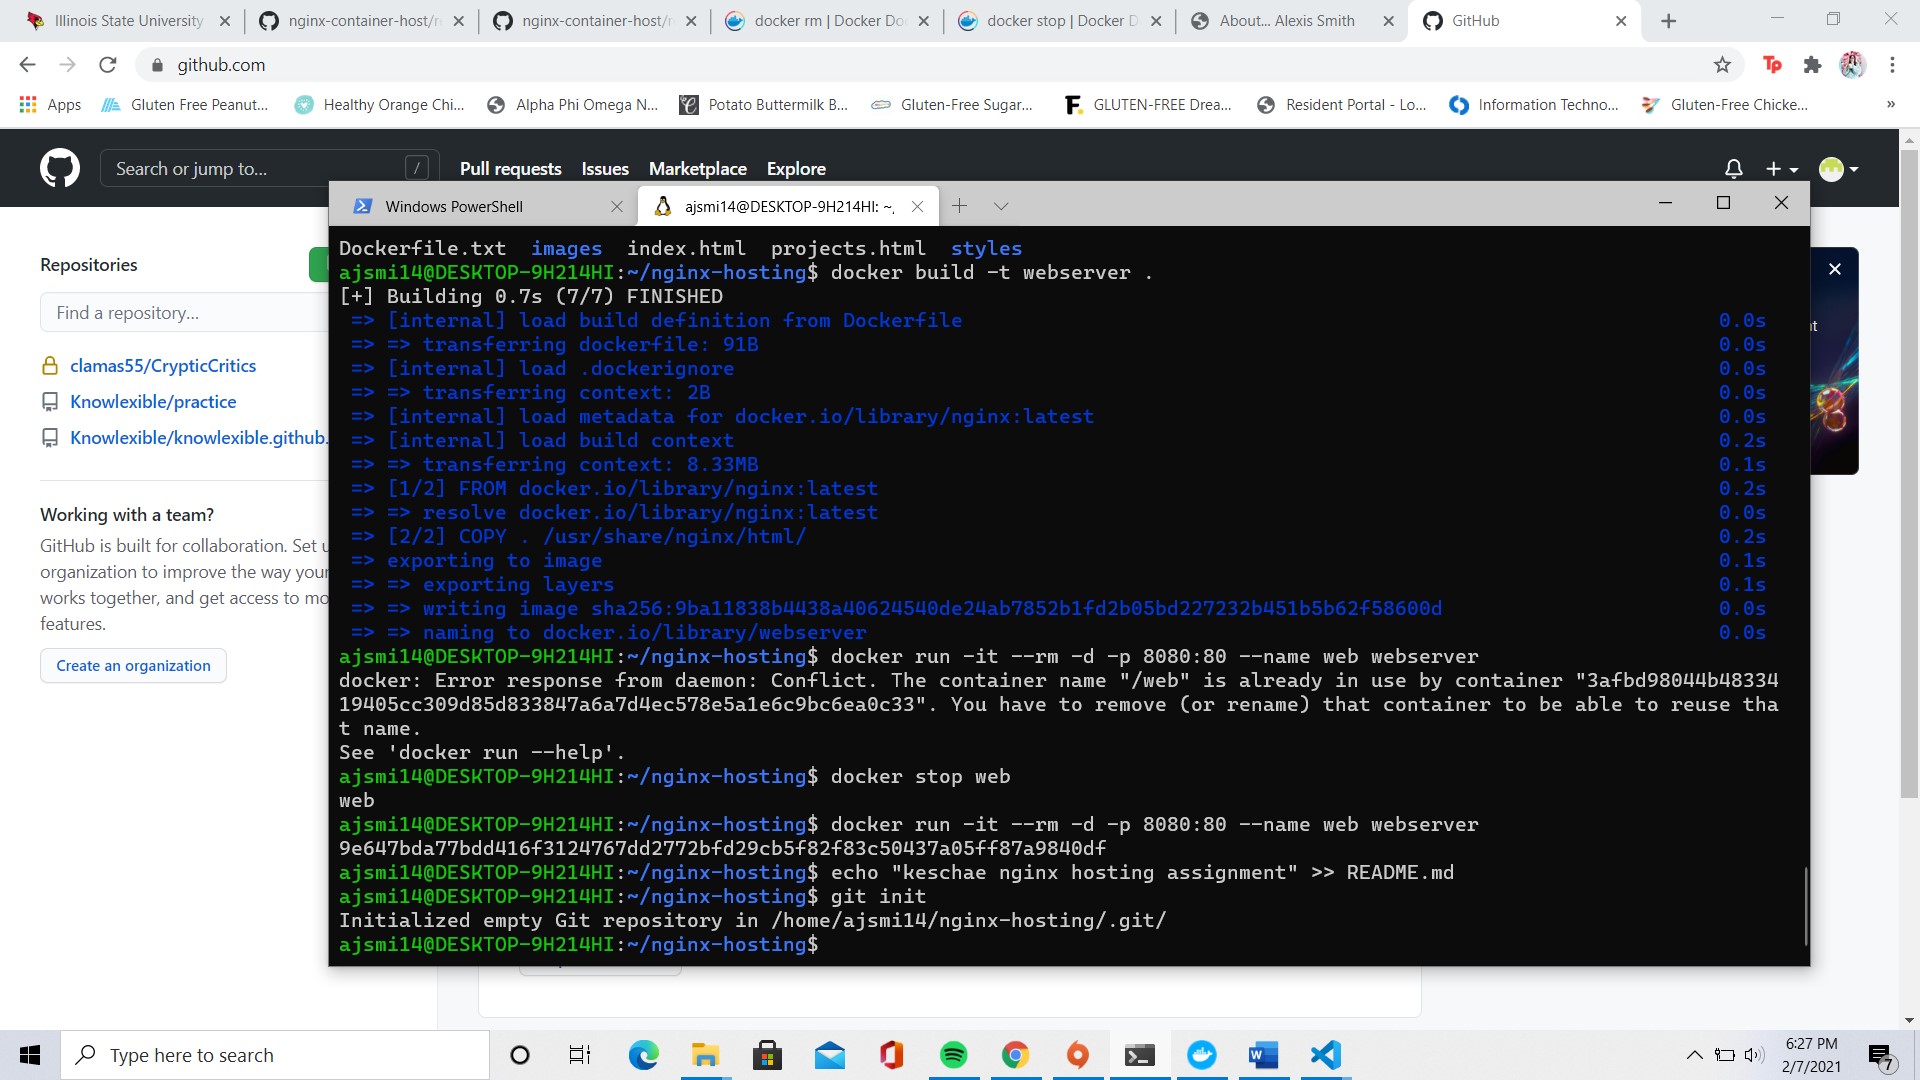 Illinois State University
nginx-container-host/re
nginx-container-host/re
docker rm | Docker Do
docker stop | Docker D
About... Alexis Smith
GitHub
github.com
Tp
Apps
Gluten Free Peanut...
Healthy Orange Chi...
Alpha Phi Omega N...
Potato Buttermilk B...
Gluten-Free Sugar...
GLUTEN-FREE Drea...
Resident Portal - Lo...
Information Techno...
Gluten-Free Chicke...
»
Search or jump to... /
Pull requests
Issues
Marketplace
Explore
Windows PowerShell
ajsmi14@DESKTOP-9H214HI: ~,
Repositories
Find a repository...
clamas55/CrypticCritics
Knowlexible/practice
Knowlexible/knowlexible.github.
Working with a team?
GitHub is built for collaboration. Set u
organization to improve the way your
works together, and get access to mo
features.
Create an organization
Dockerfile.txt  images  index.html  projects.html  styles
ajsmi14@DESKTOP-9H214HI:~/nginx-hosting$ docker build -t webserver .
[+] Building 0.7s (7/7) FINISHED
=> [internal] load build definition from Dockerfile 0.0s
=> => transferring dockerfile: 91B 0.0s
=> [internal] load .dockerignore 0.0s
=> => transferring context: 2B 0.0s
=> [internal] load metadata for docker.io/library/nginx:latest 0.0s
=> [internal] load build context 0.2s
=> => transferring context: 8.33MB 0.1s
=> [1/2] FROM docker.io/library/nginx:latest 0.2s
=> => resolve docker.io/library/nginx:latest 0.0s
=> [2/2] COPY . /usr/share/nginx/html/ 0.2s
=> exporting to image 0.1s
=> => exporting layers 0.1s
=> => writing image sha256:9ba11838b4438a40624540de24ab7852b1fd2b05bd227232b451b5b62f58600d 0.0s
=> => naming to docker.io/library/webserver 0.0s
ajsmi14@DESKTOP-9H214HI:~/nginx-hosting$ docker run -it --rm -d -p 8080:80 --name web webserver
docker: Error response from daemon: Conflict. The container name "/web" is already in use by container "3afbd98044b48334
19405cc309d85d833847a6a7d4ec578e5a1e6c9bc6ea0c33". You have to remove (or rename) that container to be able to reuse tha
t name.
See 'docker run --help'.
ajsmi14@DESKTOP-9H214HI:~/nginx-hosting$ docker stop web
web
ajsmi14@DESKTOP-9H214HI:~/nginx-hosting$ docker run -it --rm -d -p 8080:80 --name web webserver
9e647bda77bdd416f3124767dd2772bfd29cb5f82f83c50437a05ff87a9840df
ajsmi14@DESKTOP-9H214HI:~/nginx-hosting$ echo "keschae nginx hosting assignment" >> README.md
ajsmi14@DESKTOP-9H214HI:~/nginx-hosting$ git init
Initialized empty Git repository in /home/ajsmi14/nginx-hosting/.git/
ajsmi14@DESKTOP-9H214HI:~/nginx-hosting$
Type here to search
6:27 PM
2/7/2021
7